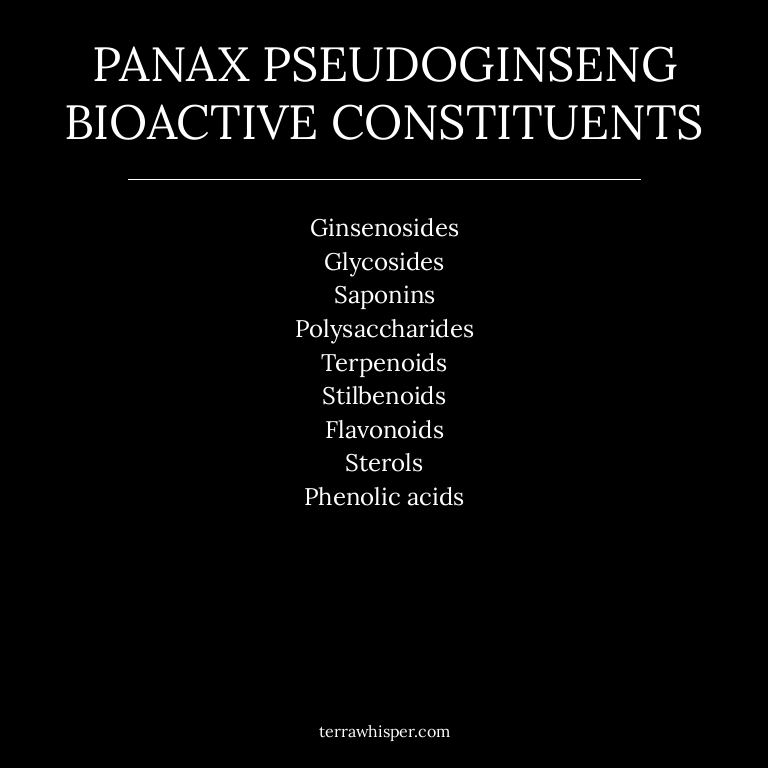 PANAX PSEUDOGINSENG
BIOACTIVE CONSTITUENTS
Ginsenosides
Glycosides
Saponins
Polysaccharides
Terpenoids
Stilbenoids
Flavonoids
Sterols
Phenolic acids
terrawhisper.com